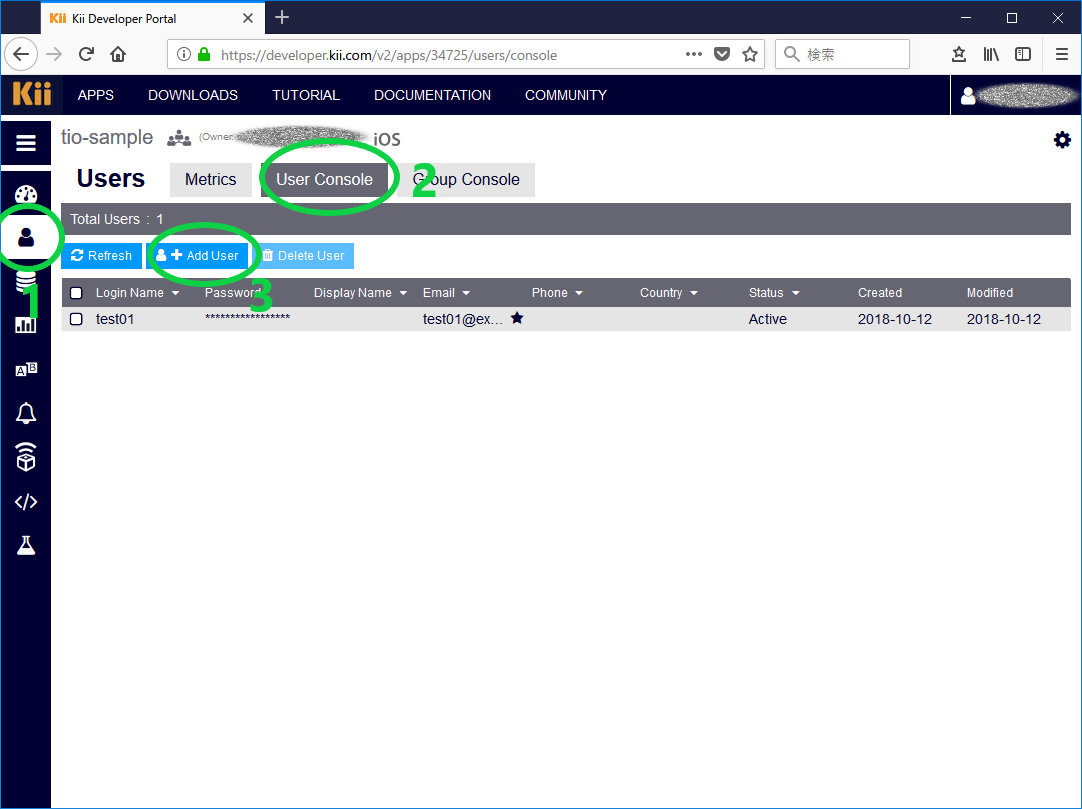 Kii Kii Developer Portal
https://developer.kii.com/v2/apps/34725/users/console
検索
Kii APPS DOWNLOADS TUTORIAL DOCUMENTATION COMMUNITY
tio-sample (Owner: iOS
Users Metrics User Console 2 Group Console
Total Users : 1
Refresh Add User Delete User
1
3
Login Name Password Display Name Email Phone Country Status Created Modified
test01 ***************** test01@ex... Active 2018-10-12 2018-10-12
A B